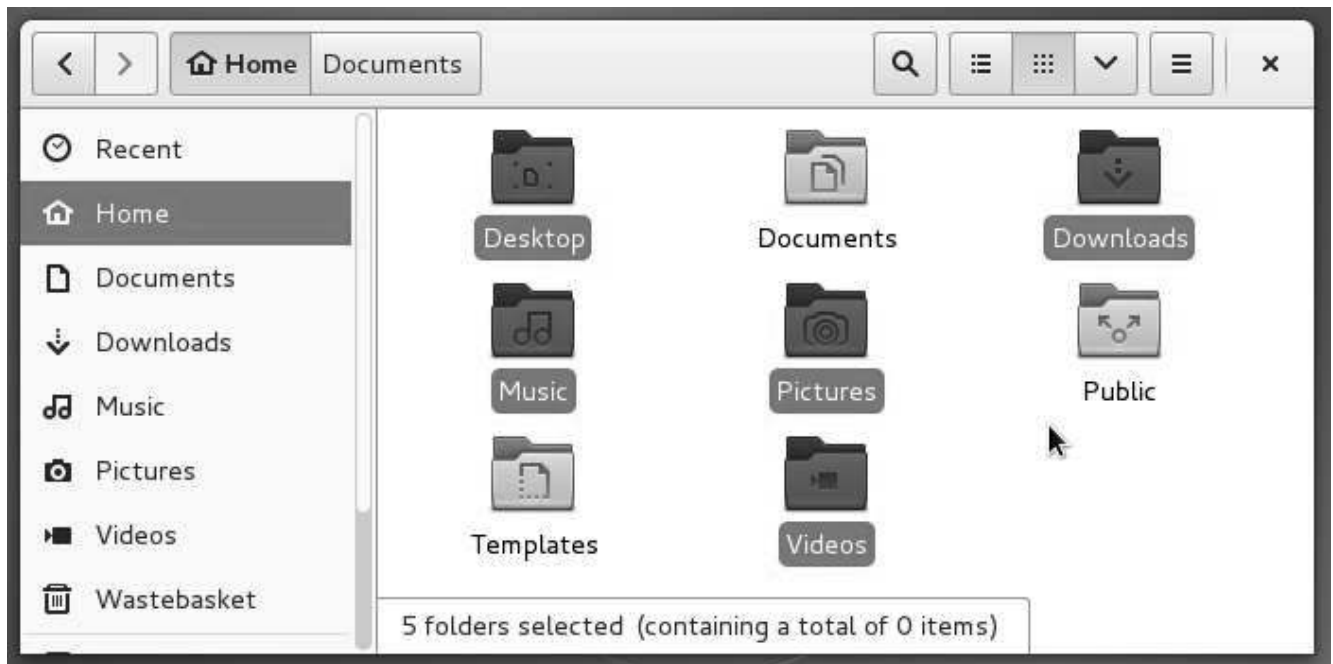 Home Documents
Recent
Home
Documents
Downloads
Music
Pictures
Videos
Wastebasket
Desktop Documents Downloads
Music Pictures Public
Templates Videos
5 folders selected (containing a total of 0 items)